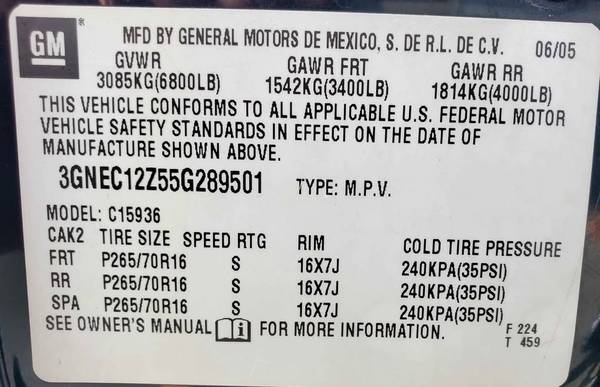 GM
MFD BY GENERAL MOTORS DE MEXICO, S. DE R.L. DE C.V. 06/05
GVWR GAWR FRT GAWR RR
3085KG(6800LB) 1542KG(3400LB) 1814KG(4000LB)
THIS VEHICLE CONFORMS TO ALL APPLICABLE U.S. FEDERAL MOTOR
VEHICLE SAFETY STANDARDS IN EFFECT ON THE DATE OF
MANUFACTURE SHOWN ABOVE.
3GNEC12Z55G289501 TYPE: M.P.V.
MODEL: C15936
CAK2 TIRE SIZE SPEED RTG RIM COLD TIRE PRESSURE
FRT P265/70R16 S 16X7J 240KPA(35PSI)
RR P265/70R16 S 16X7J 240KPA(35PSI)
SPA P265/70R16 S 16X7J 240KPA(35PSI)
SEE OWNER'S MANUAL FOR MORE INFORMATION. F 224
T 459